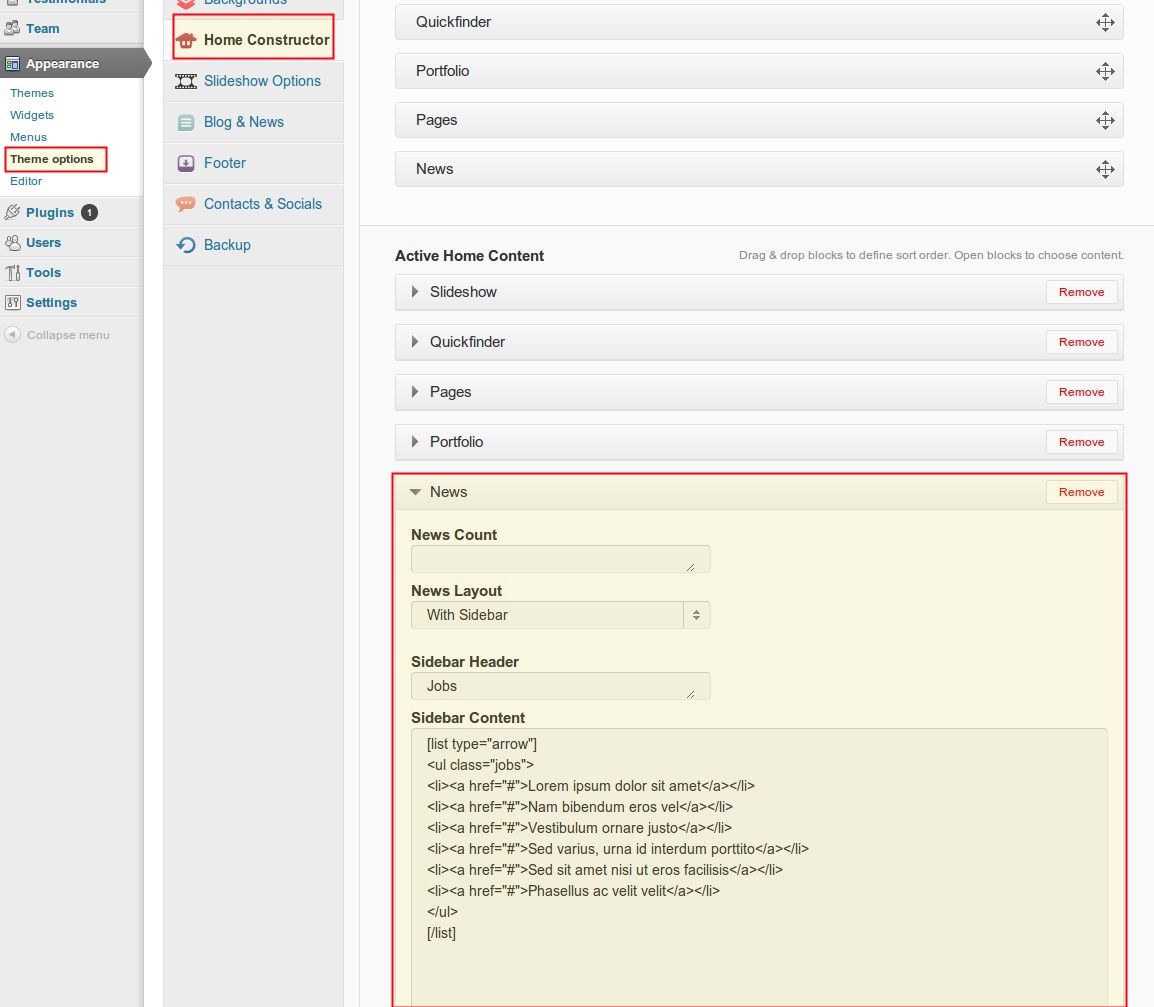 Testimonials
Team
Appearance
Themes
Widgets
Menus
Theme options
Editor
Plugins 1
Users
Tools
Settings
Collapse menu
Backgrounds
Home Constructor
Slideshow Options
Blog & News
Footer
Contacts & Socials
Backup
Quickfinder
Portfolio
Pages
News
Active Home Content
Drag & drop blocks to define sort order. Open blocks to choose content.
Slideshow Remove
Quickfinder Remove
Pages Remove
Portfolio Remove
News Remove
News Count
News Layout
With Sidebar
Sidebar Header
Jobs
Sidebar Content
[list type="arrow"]
<ul class="jobs">
<li><a href="#">Lorem ipsum dolor sit amet</a></li>
<li><a href="#">Nam bibendum eros vel</a></li>
<li><a href="#">Vestibulum ornare justo</a></li>
<li><a href="#">Sed varius, urna id interdum porttito</a></li>
<li><a href="#">Sed sit amet nisi ut eros facilisis</a></li>
<li><a href="#">Phasellus ac velit velit</a></li>
</ul>
[/list]